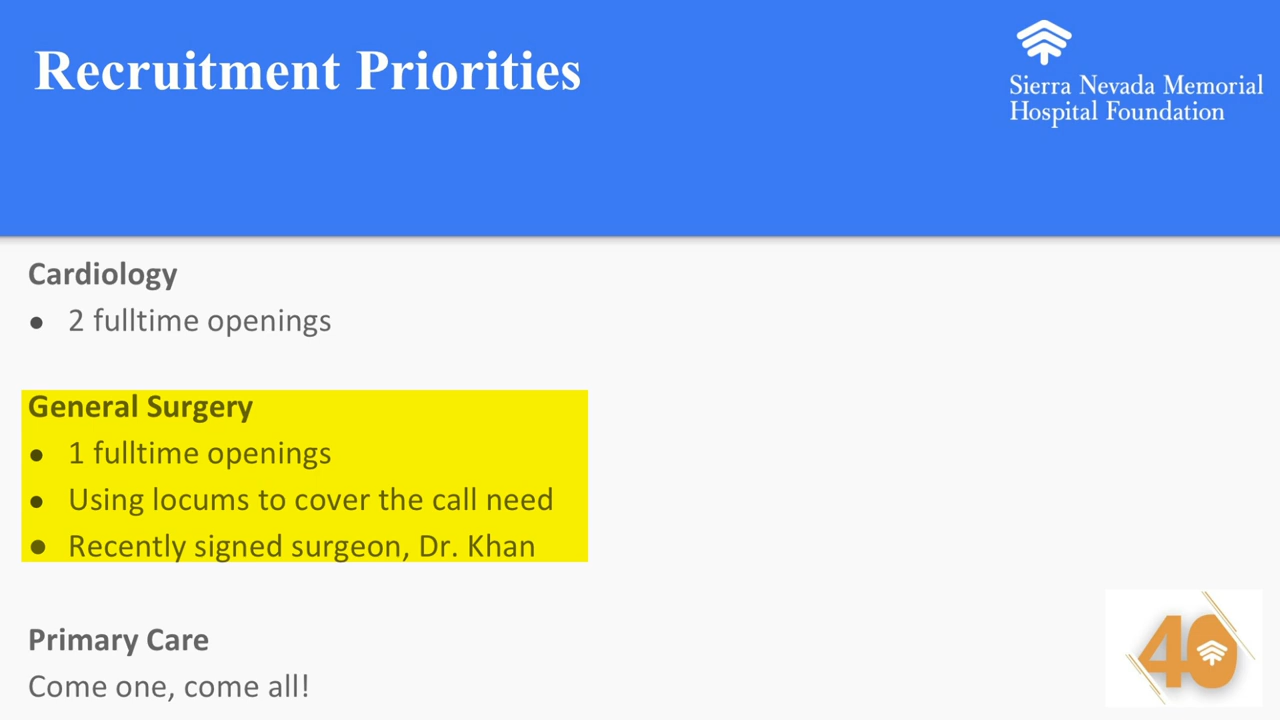 Recruitment Priorities
Sierra Nevada Memorial
Hospital Foundation
Cardiology
● 2 fulltime openings
General Surgery
● 1 fulltime openings
● Using locums to cover the call need
● Recently signed surgeon, Dr. Khan
Primary Care
Come one, come all!
40